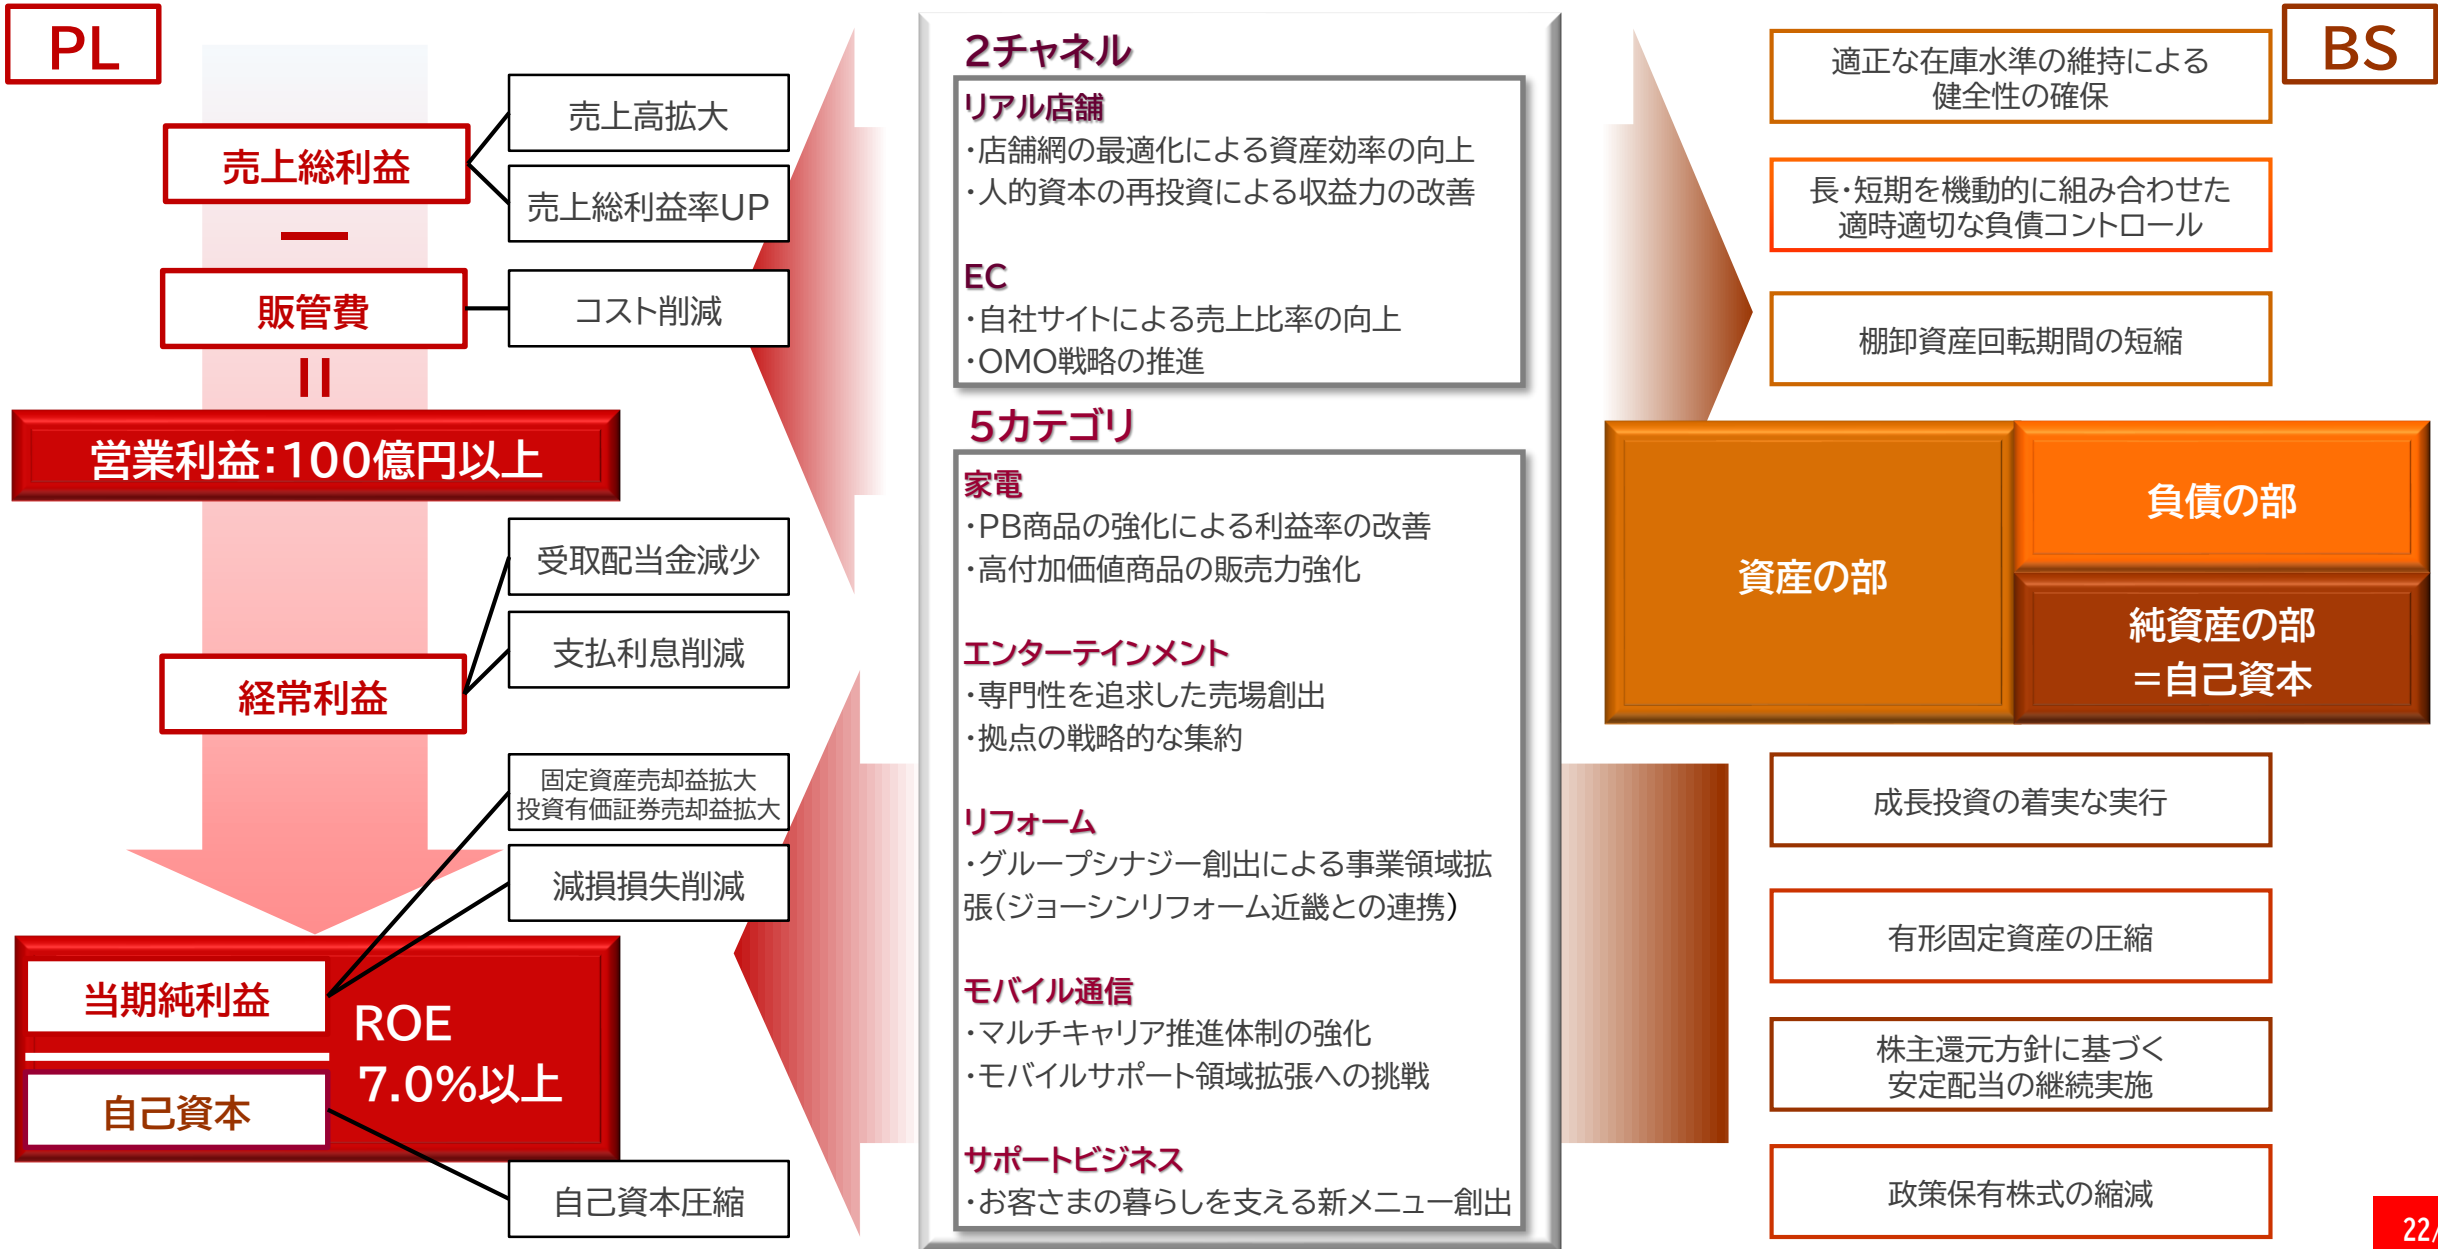 PL
売上総利益
売上高拡大
売上総利益率UP
ー
販管費
コスト削減
=
営業利益:100億円以上
受取配当金減少
支払利息削減
経常利益
固定資産売却益拡大
投資有価証券売却益拡大
減損損失削減
当期純利益
自己資本
ROE
7.0%以上
自己資本圧縮
2チャネル
リアル店舗
・店舗網の最適化による資産効率の向上
・人的資本の再投資による収益力の改善
EC
・自社サイトによる売上比率の向上
・OMO戦略の推進
5カテゴリ
家電
・PB商品の強化による利益率の改善
・高付加価値商品の販売力強化
エンターテインメント
・専門性を追求した売場創出
・拠点の戦略的な集約
リフォーム
・グループシナジー創出による事業領域拡
張(ジョーシンリフォーム近畿との連携)
モバイル通信
・マルチキャリア推進体制の強化
・モバイルサポート領域拡張への挑戦
サポートビジネス
・お客さまの暮らしを支える新メニュー創出
BS
適正な在庫水準の維持による
健全性の確保
長・短期を機動的に組み合わせた
適時適切な負債コントロール
棚卸資産回転期間の短縮
資産の部
負債の部
純資産の部
=自己資本
成長投資の着実な実行
有形固定資産の圧縮
株主還元方針に基づく
安定配当の継続実施
政策保有株式の縮減
22/